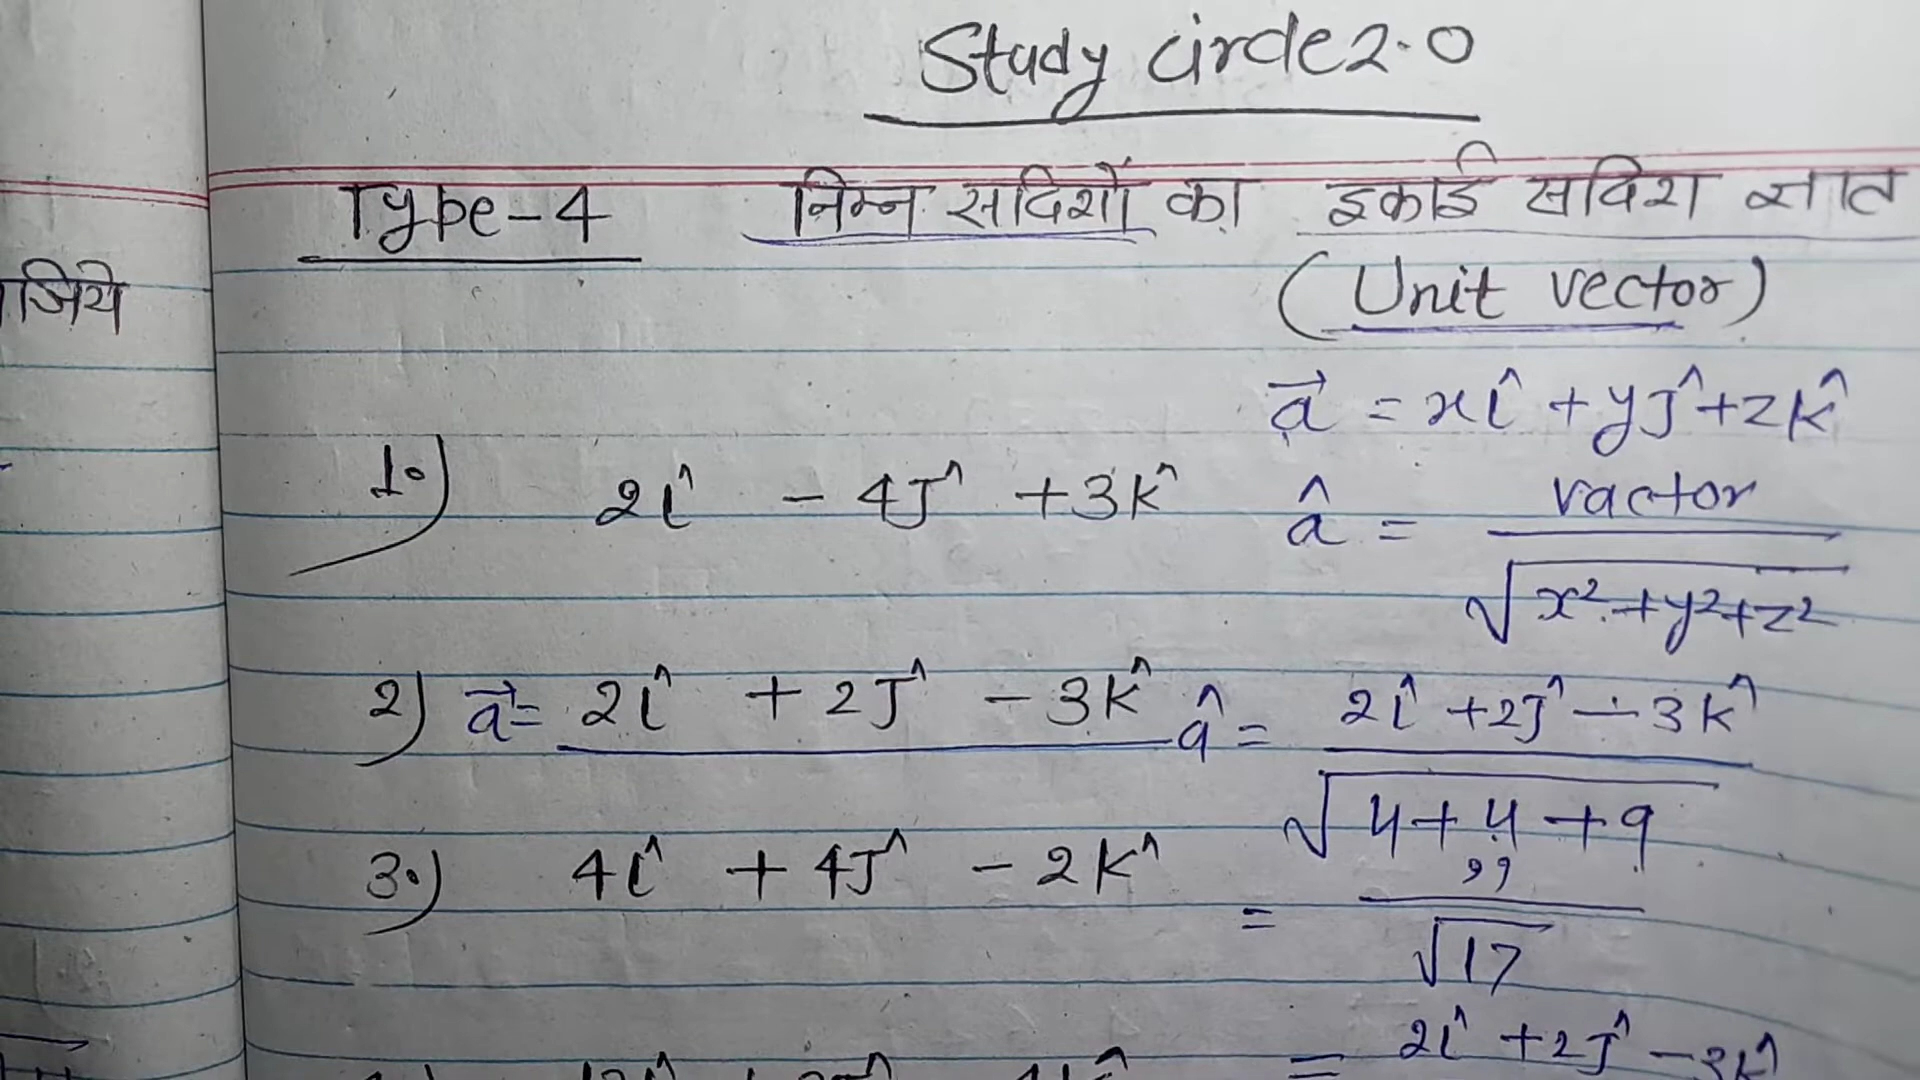 Study circle 2.0
Type-4 निम्न सदिशों का इकाई सदिश ज्ञात
जिये
(Unit vector)
a⃗ = xî + yĵ + zk̂
1.) 2î - 4ĵ + 3k̂
â = vactor / √x² + y² + z²
2) a⃗ = 2î + 2ĵ - 3k̂
â = 2î + 2ĵ - 3k̂ / √4 + 4 + 9
3.) 4î + 4ĵ - 2k̂
= ,, / √17
= 2î + 2ĵ - 3k̂